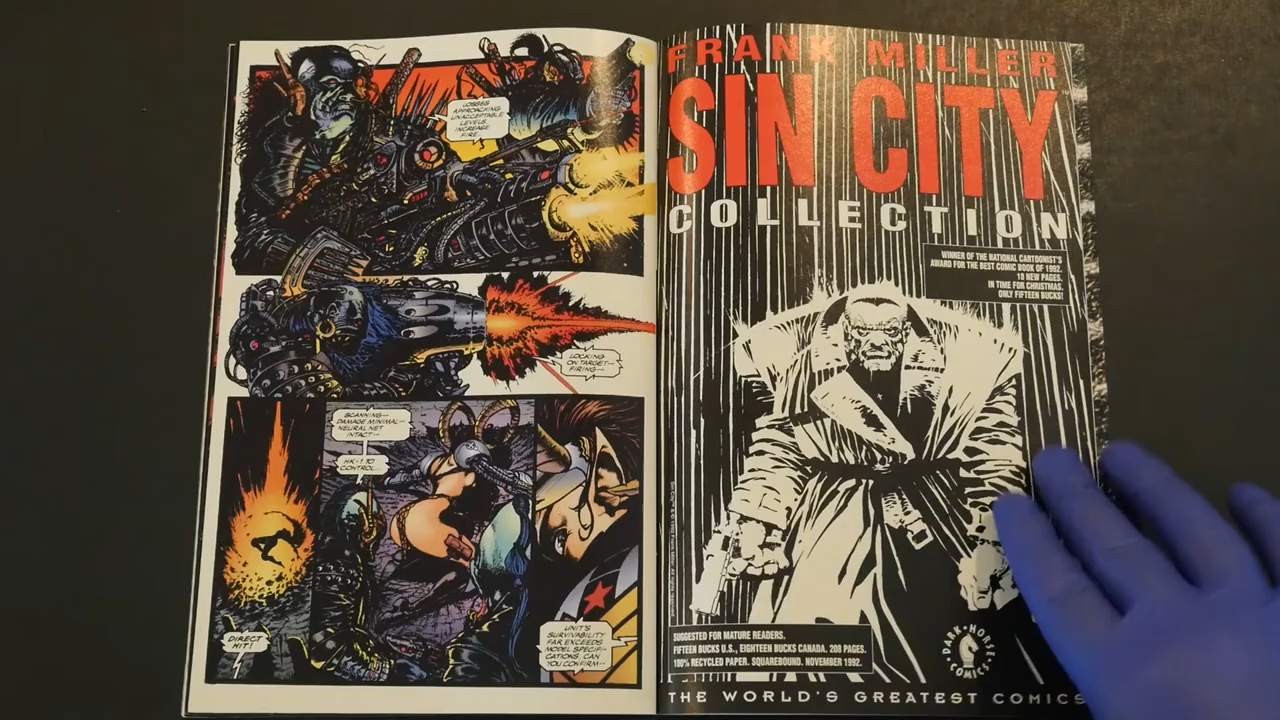 LOSSES
APPROACHING
UNACCEPTABLE
LEVELS
INCREASE
FIRE.
LOCKING
ON TARGET—
FIRING—
SCANNING—
DAMAGE MINIMAL—
NEURAL NET
INTACT—
HK-1 TO
CONTROL...
DIRECT
HIT!
UNIT'S
SURVIVABILITY
FAR EXCEEDS
MODEL SPECIFI-
CATIONS. CAN
YOU CONFIRM—
FRANK MILLER
SIN CITY
COLLECTION
WINNER OF THE NATIONAL CARTOONIST'S
AWARD FOR THE BEST COMIC BOOK OF 1992.
18 NEW PAGES.
IN TIME FOR CHRISTMAS.
ONLY FIFTEEN BUCKS!
SUGGESTED FOR MATURE READERS.
FIFTEEN BUCKS U.S., EIGHTEEN BUCKS CANADA. 208 PAGES.
100% RECYCLED PAPER. SQUAREBOUND. NOVEMBER 1992.
DARK HORSE
COMICS
THE WORLD'S GREATEST COMICS